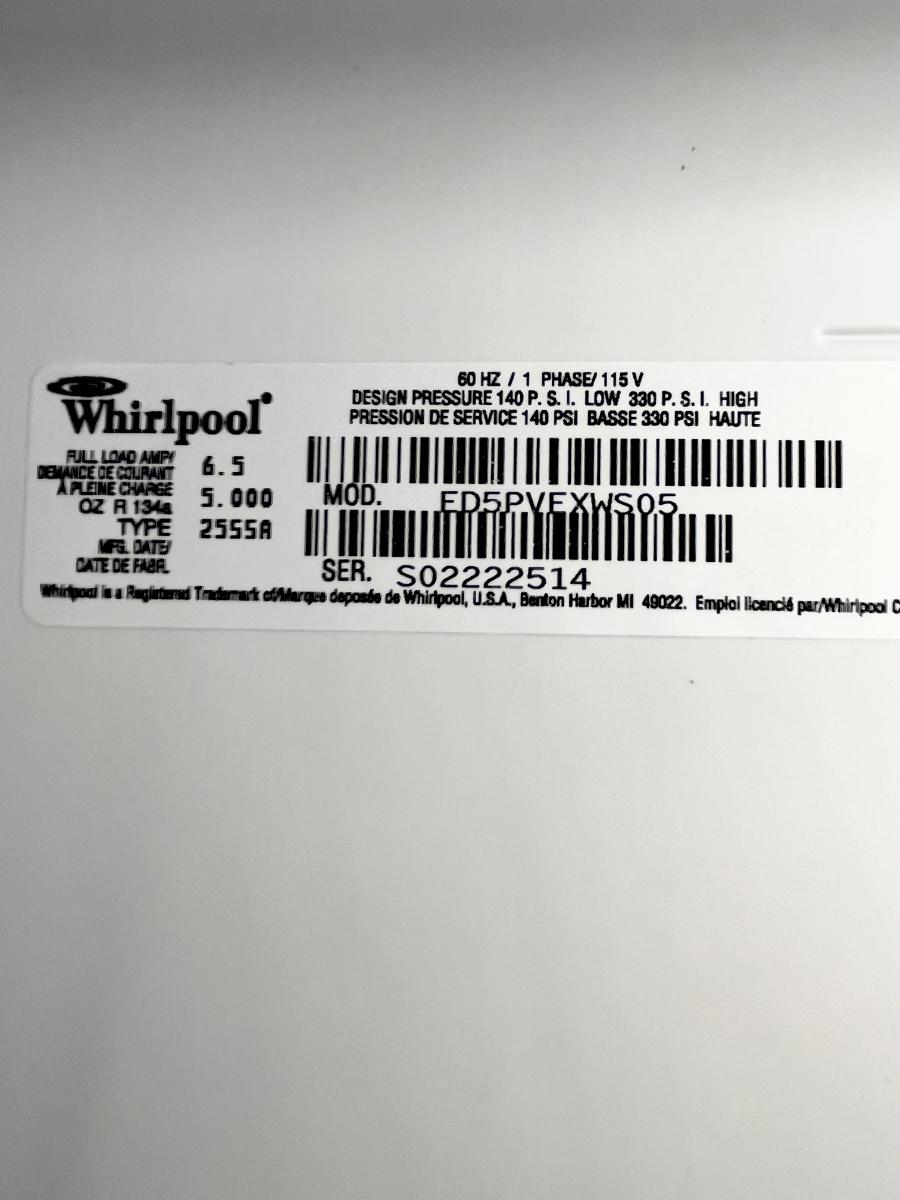 60 HZ / 1 PHASE/ 115 V
DESIGN PRESSURE 140 P. S. I. LOW 330 P. S. I. HIGH
PRESSION DE SERVICE 140 PSI BASSE 330 PSI HAUTE
Whirlpool®
FULL LOAD AMP/
DEMANCE DE COURANT
À PLEINE CHARGE
6.5
OZ R 134a
5.000
TYPE
2555A
MFG. DATE/
DATE DE FABR.
MOD. ED5PVEXWS05
SER. S02222514
Whirlpool is a Registered Trademark of/Marque deposée de Whirlpool, U.S.A., Benton Harbor MI 49022. Emploi licencié par/Whirlpool C